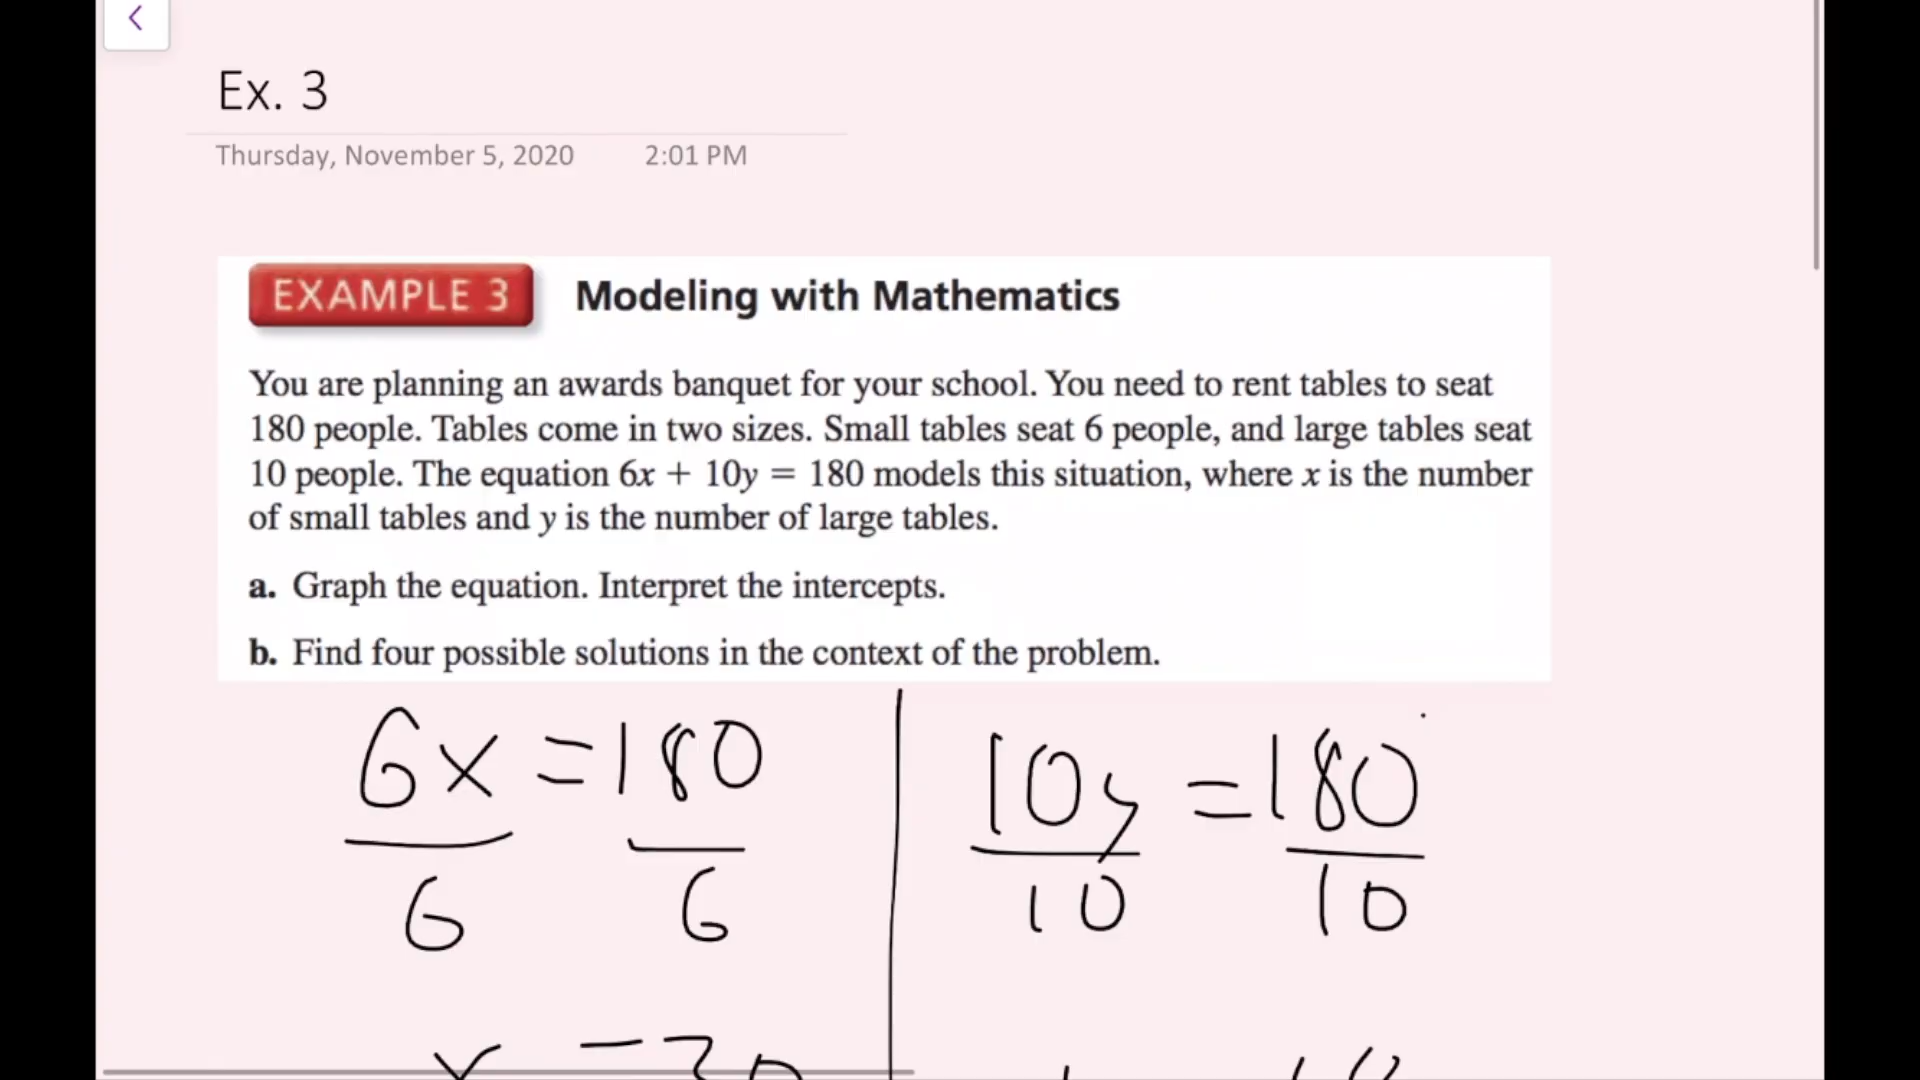 Ex. 3
Thursday, November 5, 2020 2:01 PM
EXAMPLE 3 Modeling with Mathematics
You are planning an awards banquet for your school. You need to rent tables to seat
180 people. Tables come in two sizes. Small tables seat 6 people, and large tables seat
10 people. The equation 6x + 10y = 180 models this situation, where x is the number
of small tables and y is the number of large tables.
a. Graph the equation. Interpret the intercepts.
b. Find four possible solutions in the context of the problem.
6x = 180 10y = 180
6 6 10 10